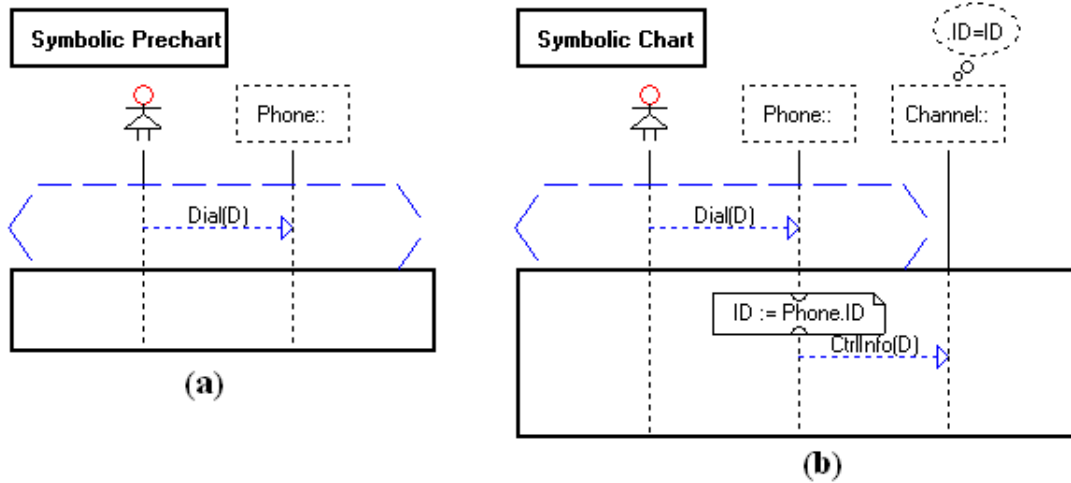 Symbolic Prechart
Phone::
Dial(D)
(a)
Symbolic Chart
.ID=ID
Phone::
Channel::
Dial(D)
ID := Phone.ID
CtrlInfo(D)
(b)